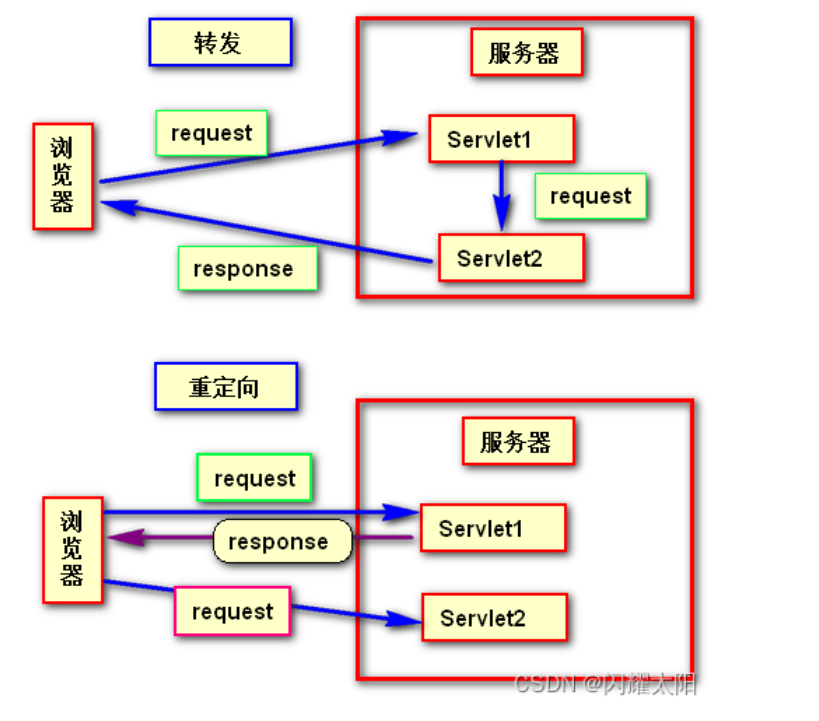 转发
服务器
浏览器
request
Servlet1
request
Servlet2
response
重定向
服务器
浏览器
request
Servlet1
response
request
Servlet2
CSDN @闪耀太阳